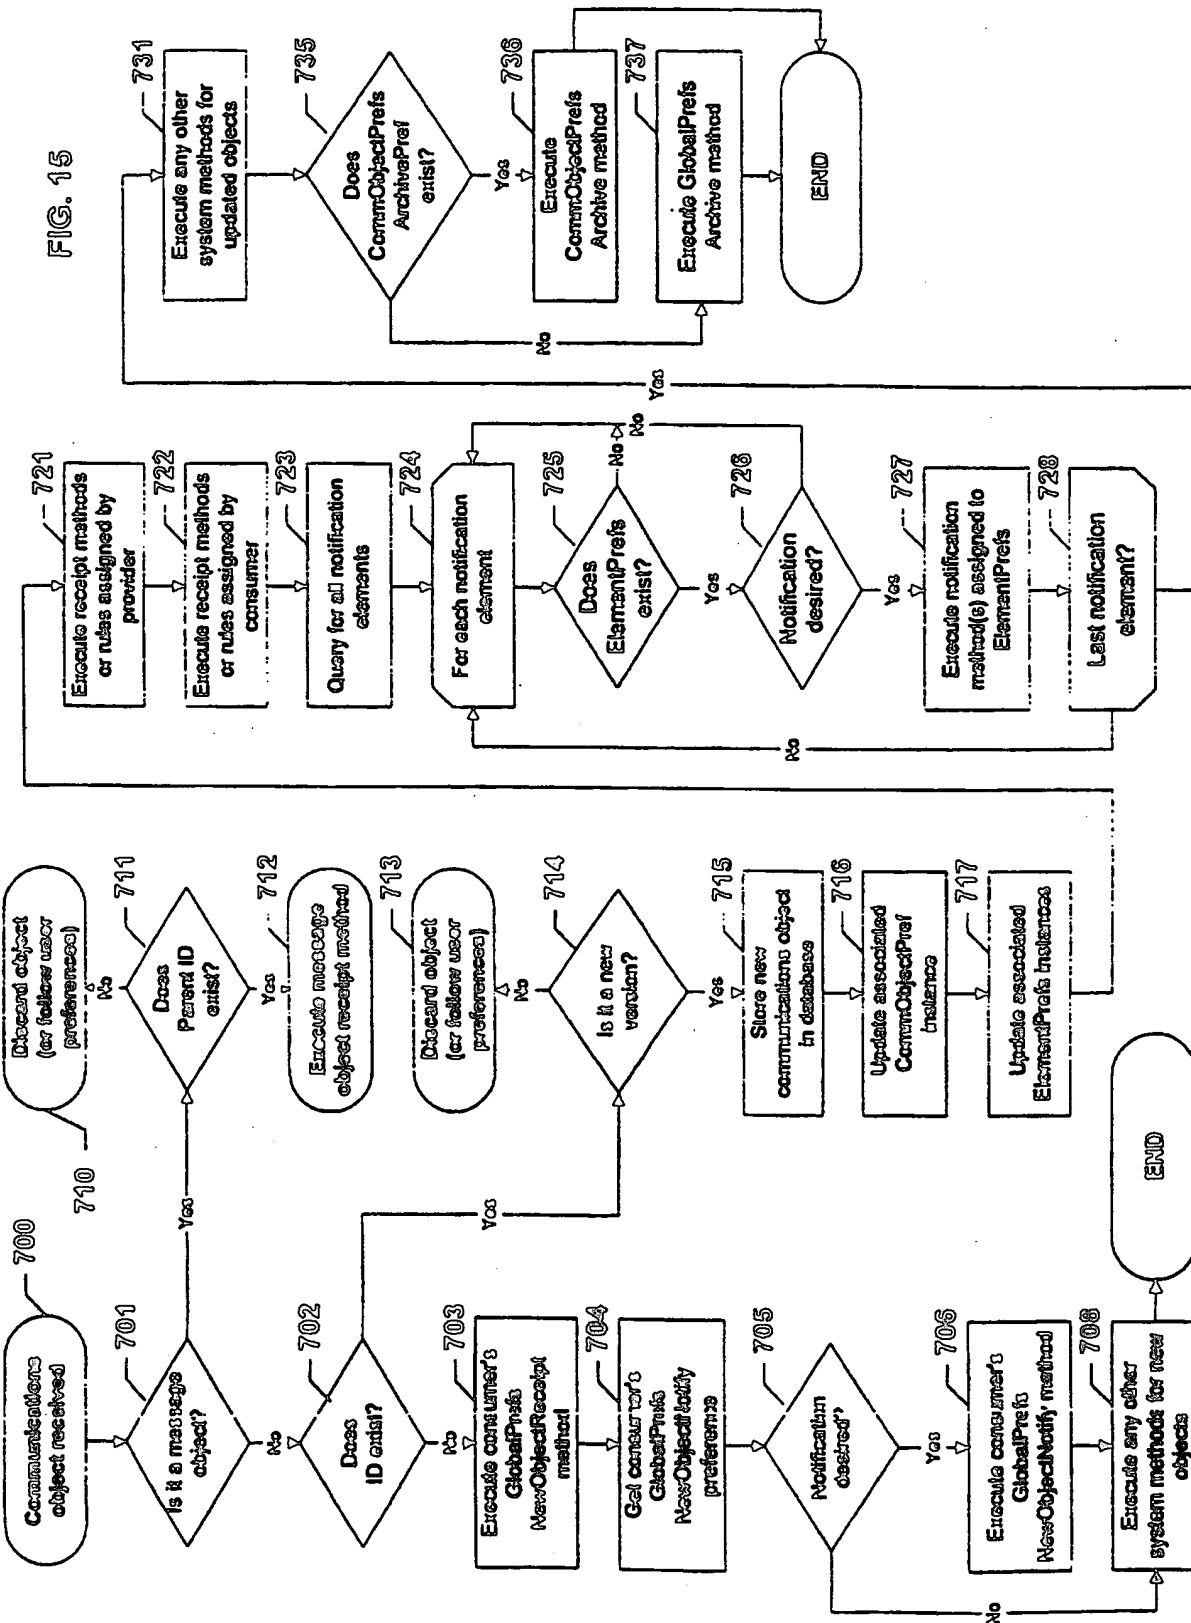 FIG. 15
Communications
object received
700
Is it a message
object?
701
Yes
No
Does
ID exist?
702
Yes
No
Execute consumer's
GlobalPrefs
NewObjectReceipt
method
703
Get consumer's
GlobalPrefs
NewObjectNotify
preference
704
Notification
desired?
705
Yes
No
Execute consumer's
GlobalPrefs
NewObjectNotify method
706
Execute any other
system methods for new
objects
708
END
Discard object
(or follow user
preferences)
710
No
Does
Parent ID
exist?
711
Yes
Execute message
object receipt method
712
Discard object
(or follow user
preferences)
713
No
Is it a new
version?
714
Yes
Store new
communications object
in database
715
Update associated
CommObjectPref
instance
716
Update associated
ElementPrefs instances
717
Execute receipt methods
or rules assigned by
provider
721
Execute receipt methods
or rules assigned by
consumer
722
Query for all notification
elements
723
For each notification
element
724
Does
ElementPrefs
exist?
725
No
Yes
Notification
desired?
726
No
Yes
Execute notification
method(s) assigned to
ElementPrefs
727
Last notification
element?
728
No
Yes
Execute any other
system methods for
updated objects
731
Does
CommObjectPrefs
ArchivePref
exist?
735
Yes
No
Execute
CommObjectPrefs
Archive method
736
Execute GlobalPrefs
Archive method
737
END